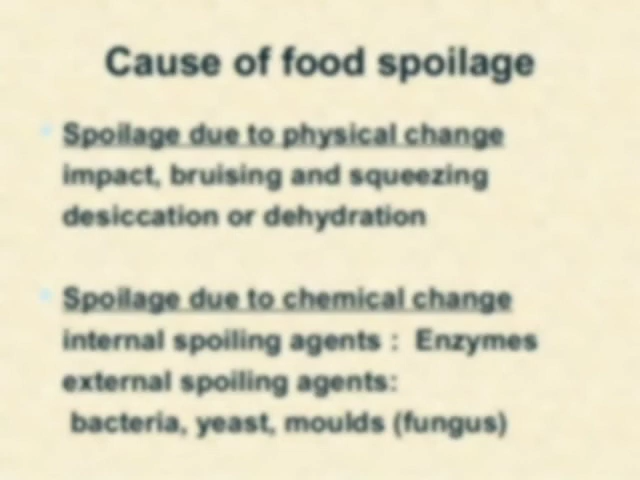 Cause of food spoilage
Spoilage due to physical change
impact, bruising and squeezing
desiccation or dehydration
Spoilage due to chemical change
internal spoiling agents : Enzymes
external spoiling agents:
bacteria, yeast, moulds (fungus)